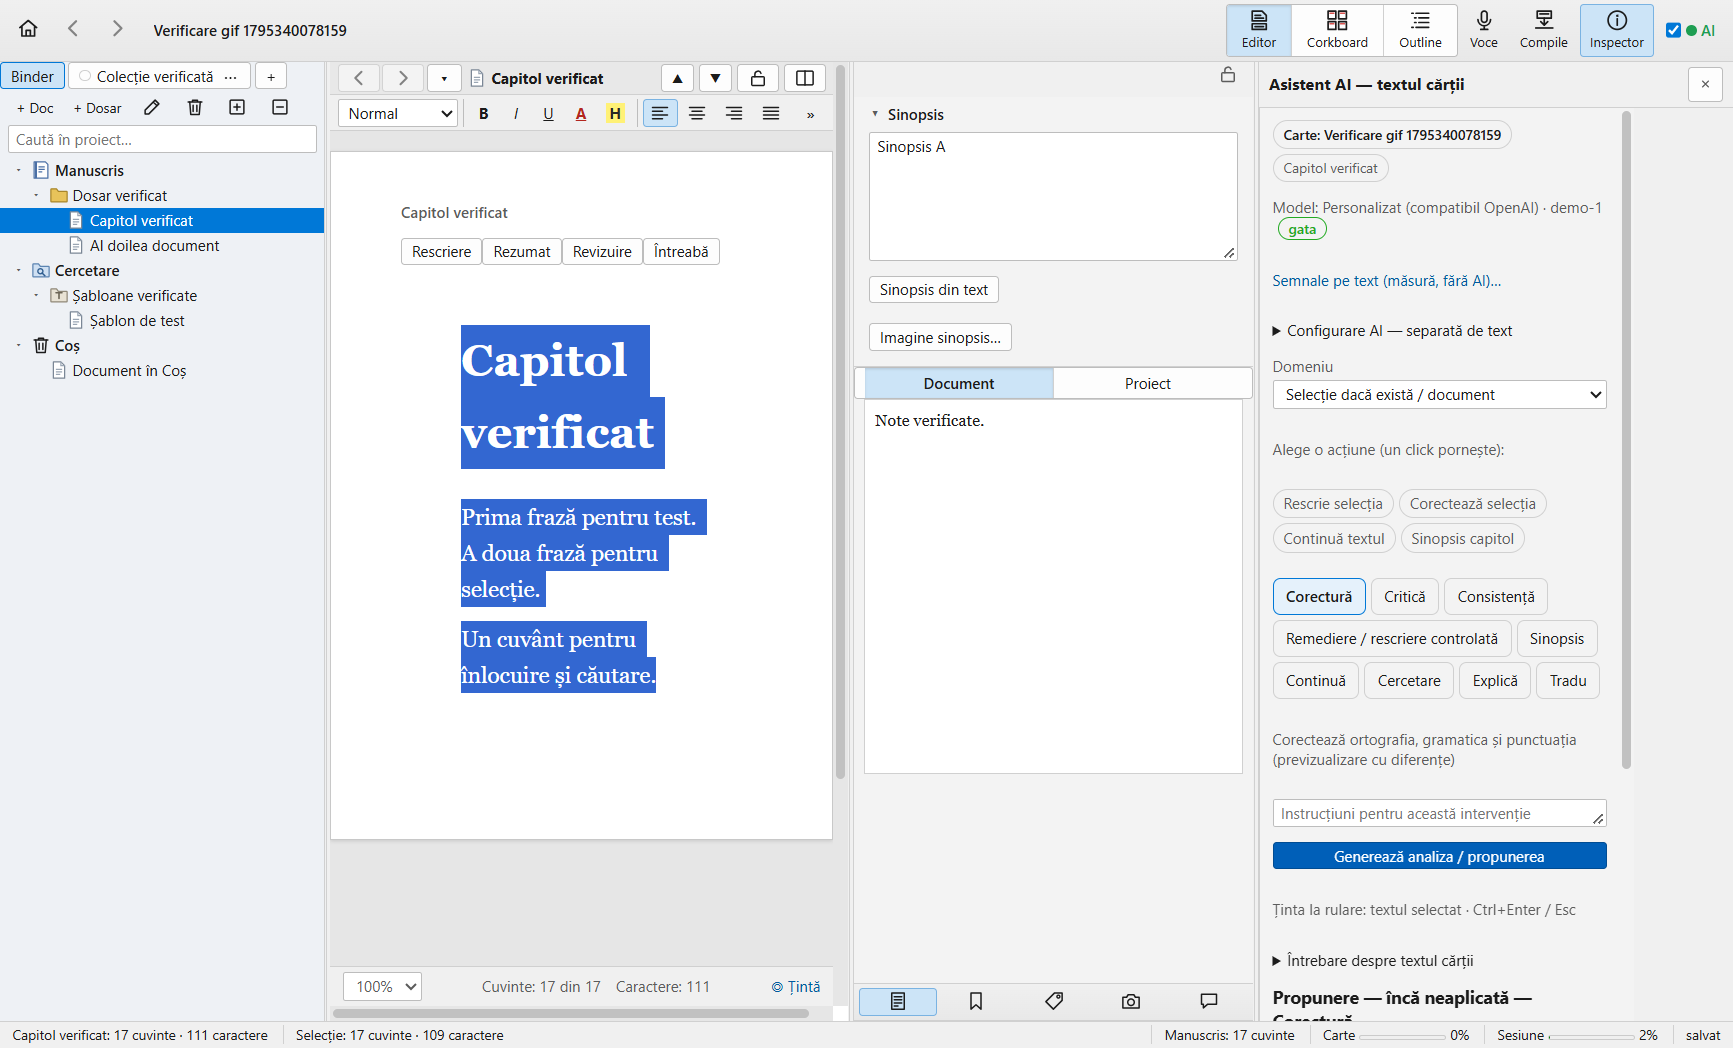 Verificare gif 1795340078159
Editor
Corkboard
Outline
Voce
Compile
Inspector
AI
Binder
Colecție verificată ...
+
+ Doc
+ Dosar
Caută în proiect...
Manuscris
Dosar verificat
Capitol verificat
Al doilea document
Cercetare
Șabloane verificate
Șablon de test
Coș
Document în Coș
Capitol verificat
Normal
B I U A H
»
Capitol verificat
Rescriere
Rezumat
Revizuire
Întreabă
Capitol
verificat
Prima frază pentru test.
A doua frază pentru
selecție.
Un cuvânt pentru
înlocuire și căutare.
100%
Cuvinte: 17 din 17
Caractere: 111
Țintă
Sinopsis
Sinopsis A
Sinopsis din text
Imagine sinopsis...
Document
Proiect
Note verificate.
Asistent AI — textul cărții
×
Carte: Verificare gif 1795340078159
Capitol verificat
Model: Personalizat (compatibil OpenAI) · demo-1
gata
Semnale pe text (măsură, fără AI)...
Configurare AI — separată de text
Domeniu
Selecție dacă există / document
Alege o acțiune (un click pornește):
Rescrie selecția
Corectează selecția
Continuă textul
Sinopsis capitol
Corectură
Critică
Consistență
Remediere / rescriere controlată
Sinopsis
Continuă
Cercetare
Explică
Tradu
Corectează ortografia, gramatica și punctuația
(previzualizare cu diferențe)
Instrucțiuni pentru această intervenție
Generează analiza / propunerea
Ținta la rulare: textul selectat · Ctrl+Enter / Esc
Întrebare despre textul cărții
Propunere — încă neaplicată —
Corectură
Capitol verificat: 17 cuvinte · 111 caractere
Selecție: 17 cuvinte · 109 caractere
Manuscris: 17 cuvinte
Carte
0%
Sesiune
2%
salvat